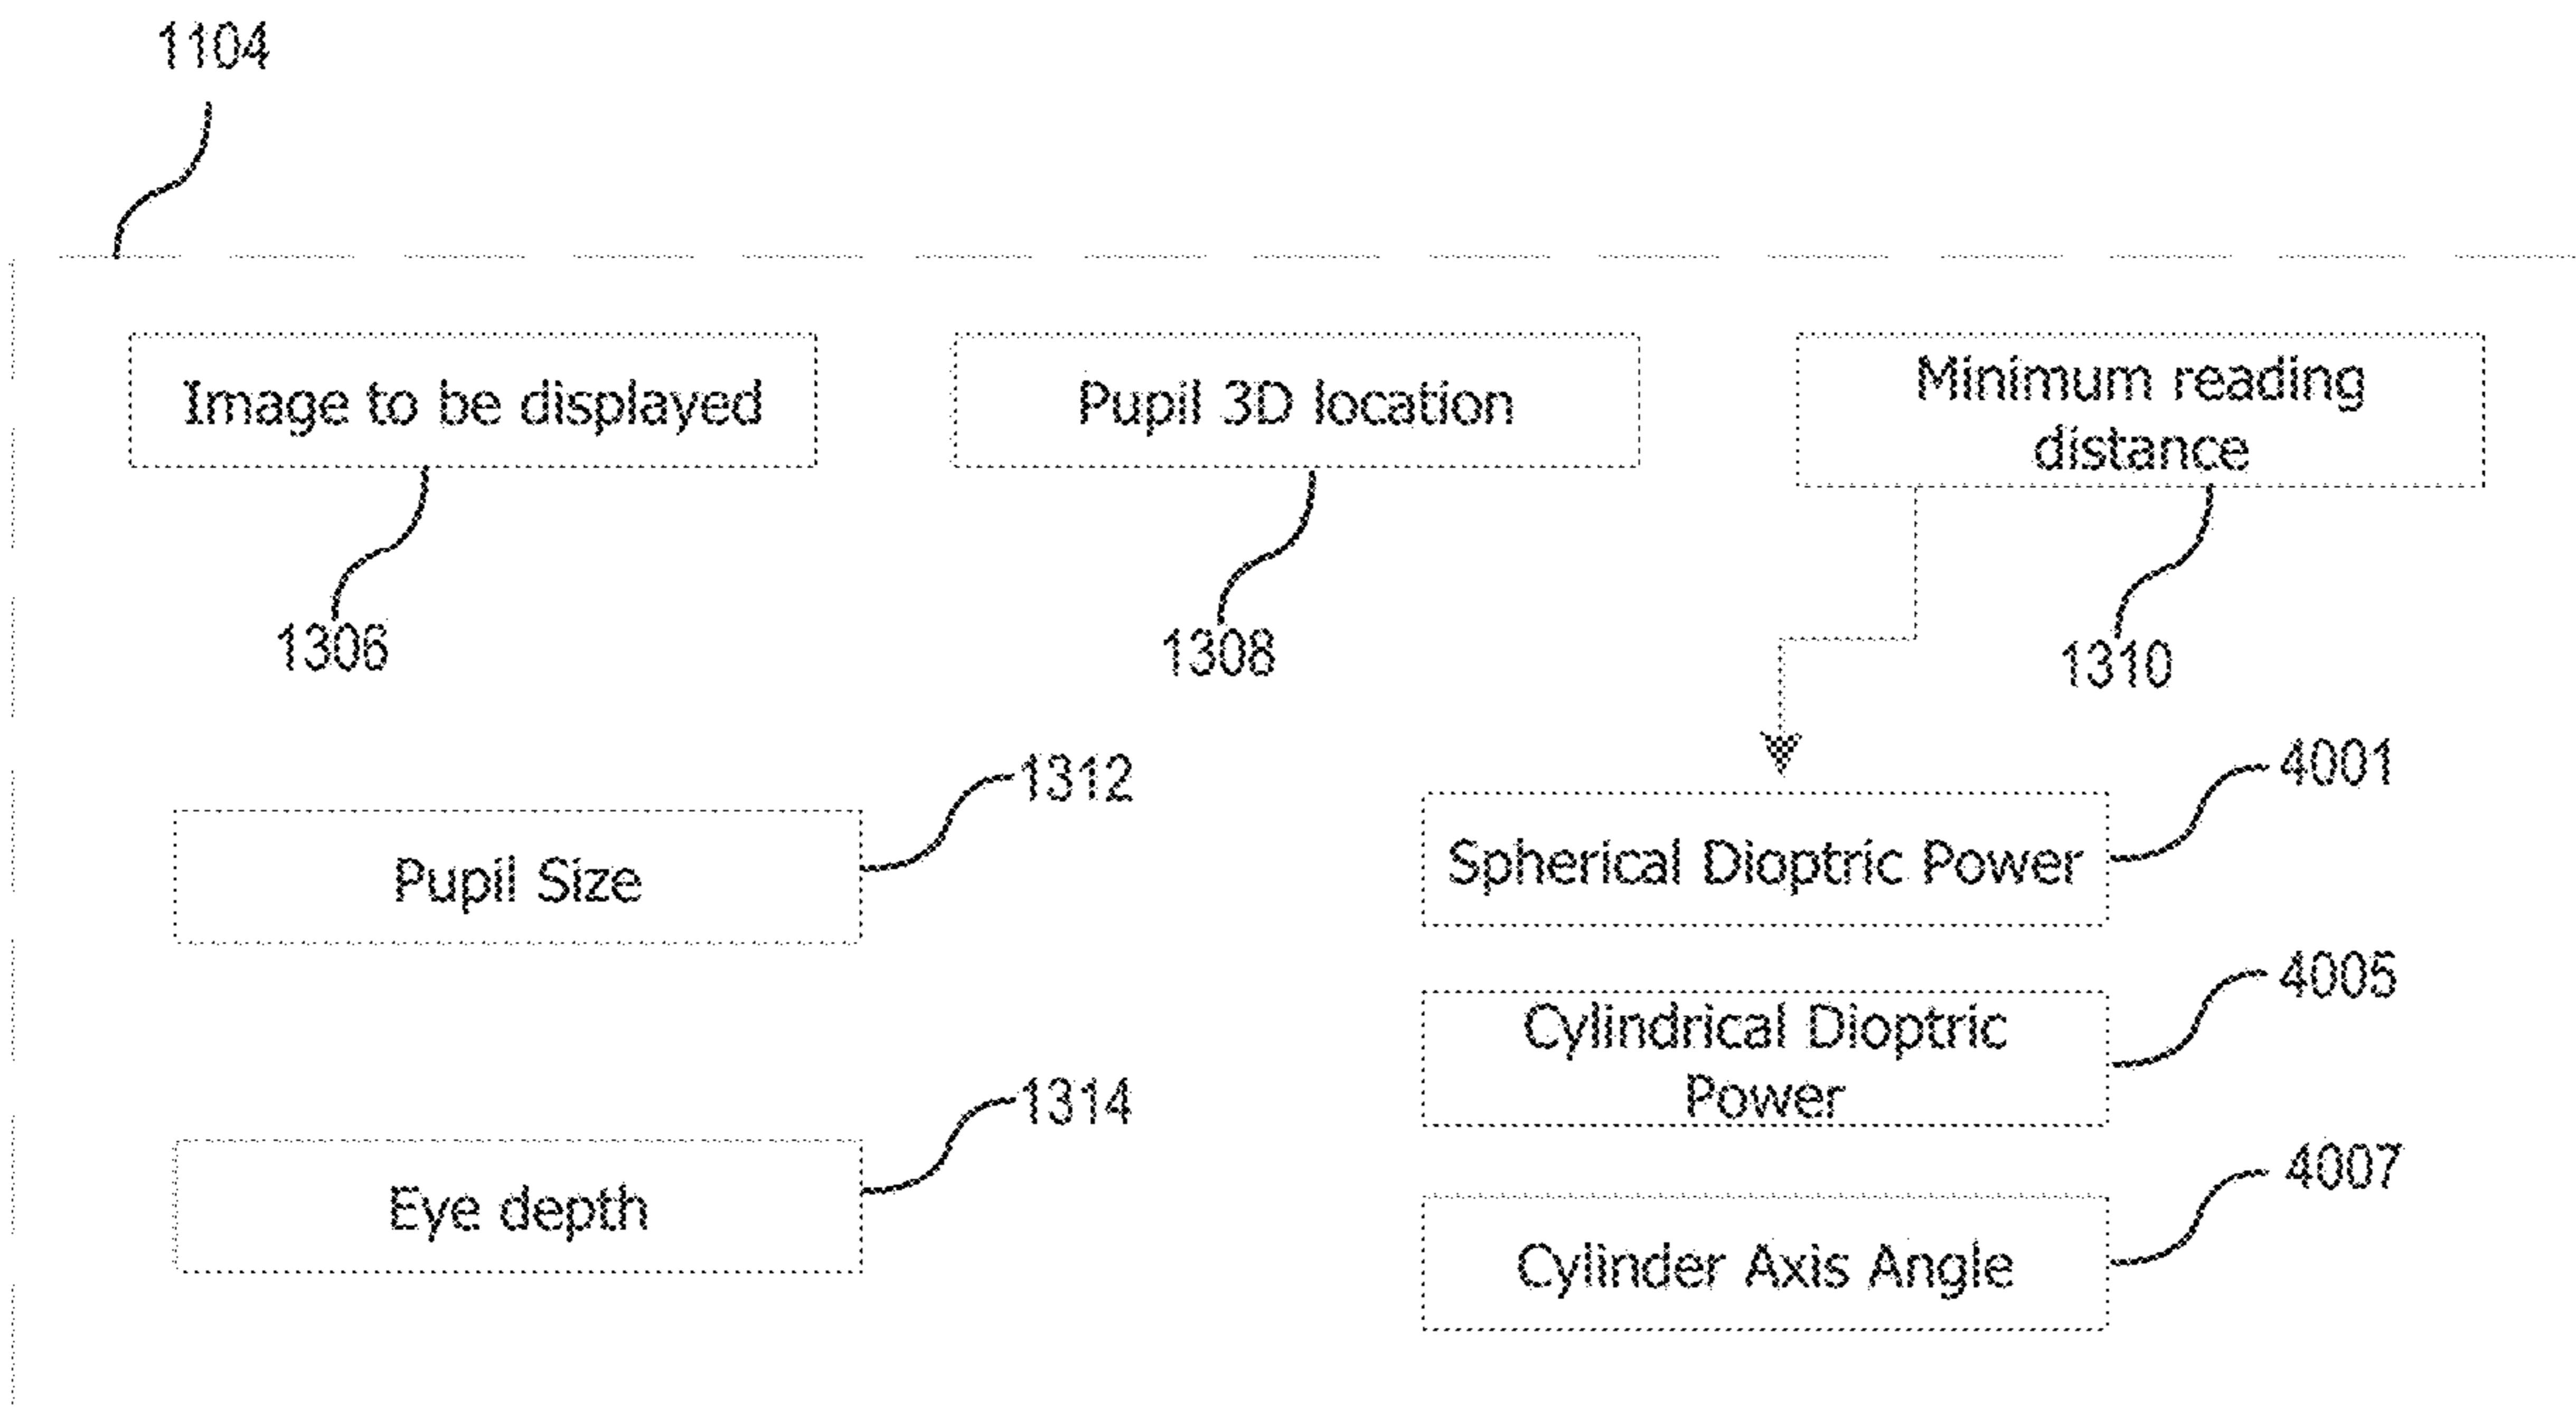 1104
Image to be displayed
Pupil 3D location
Minimum reading
distance
1306
1308
1310
1312
4001
Pupil Size
Spherical Dioptric Power
4005
Cylindrical Dioptric
Power
1314
4007
Eye depth
Cylinder Axis Angle